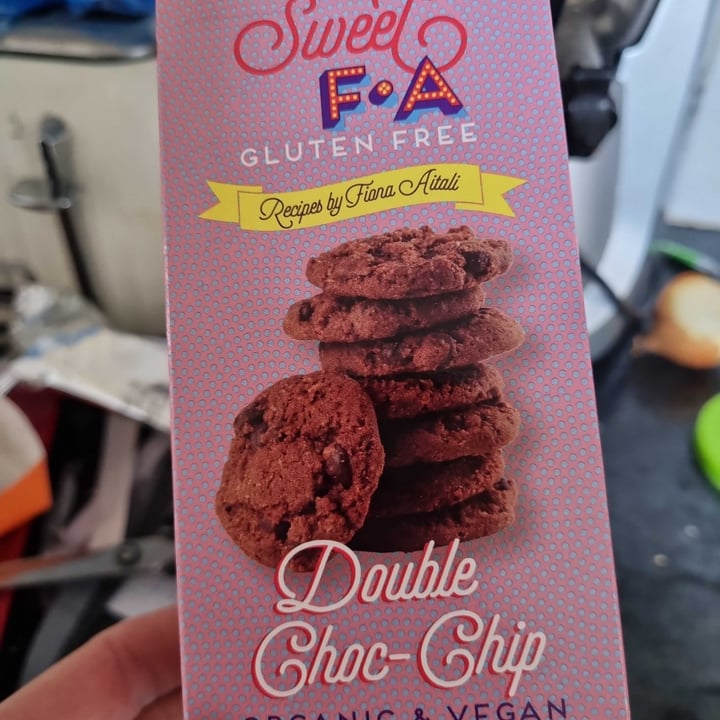 Sweet
F•A
GLUTEN FREE
Recipes by Fiona Aitali
Double
Choc-Chip
ORGANIC & VEGAN